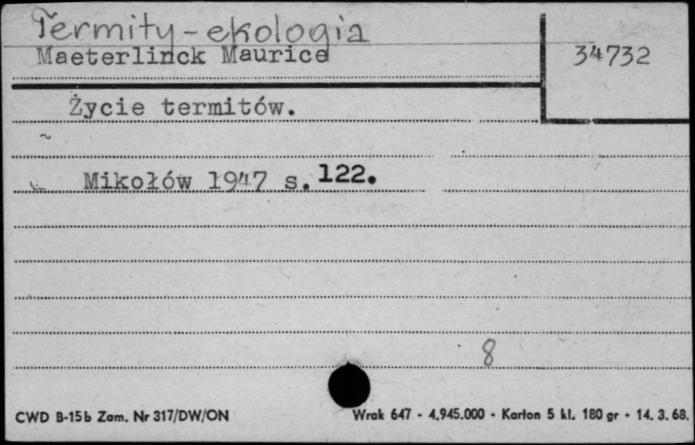 Termity - ekologia
Maeterlinck Maurice
34732
Życie termitów.
Mikołów 1947 s. 122.
8
CWD B-15b Zam. Nr 317/DW/ON
Wrak 647 - 4.945.000 - Karton 5 kl. 180 gr - 14. 3. 68.